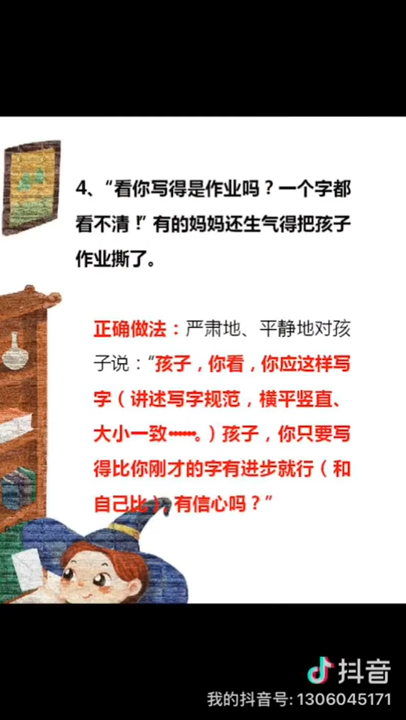 4、“看你写得是作业吗？一个字都
看不清！”有的妈妈还生气得把孩子
作业撕了。
正确做法：严肃地、平静地对孩
子说：“孩子，你看，你应这样写
字（讲述写字规范，横平竖直、
大小一致……。）孩子，你只要写
得比你刚才的字有进步就行（和
自己比），有信心吗？”
抖音
我的抖音号: 1306045171